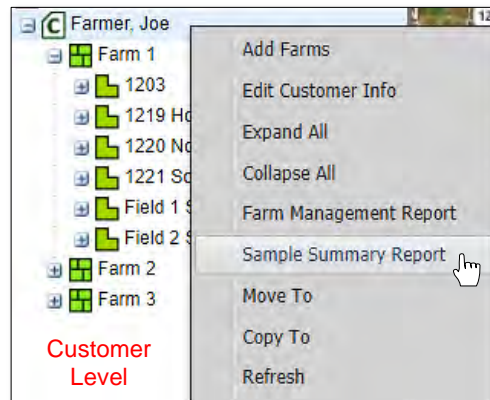 Farmer, Joe
Farm 1
1203
1219 Ho
1220 No
1221 So
Field 1 S
Field 2 S
Farm 2
Farm 3
Customer
Level
12
Add Farms
Edit Customer Info
Expand All
Collapse All
Farm Management Report
Sample Summary Report
Move To
Copy To
Refresh